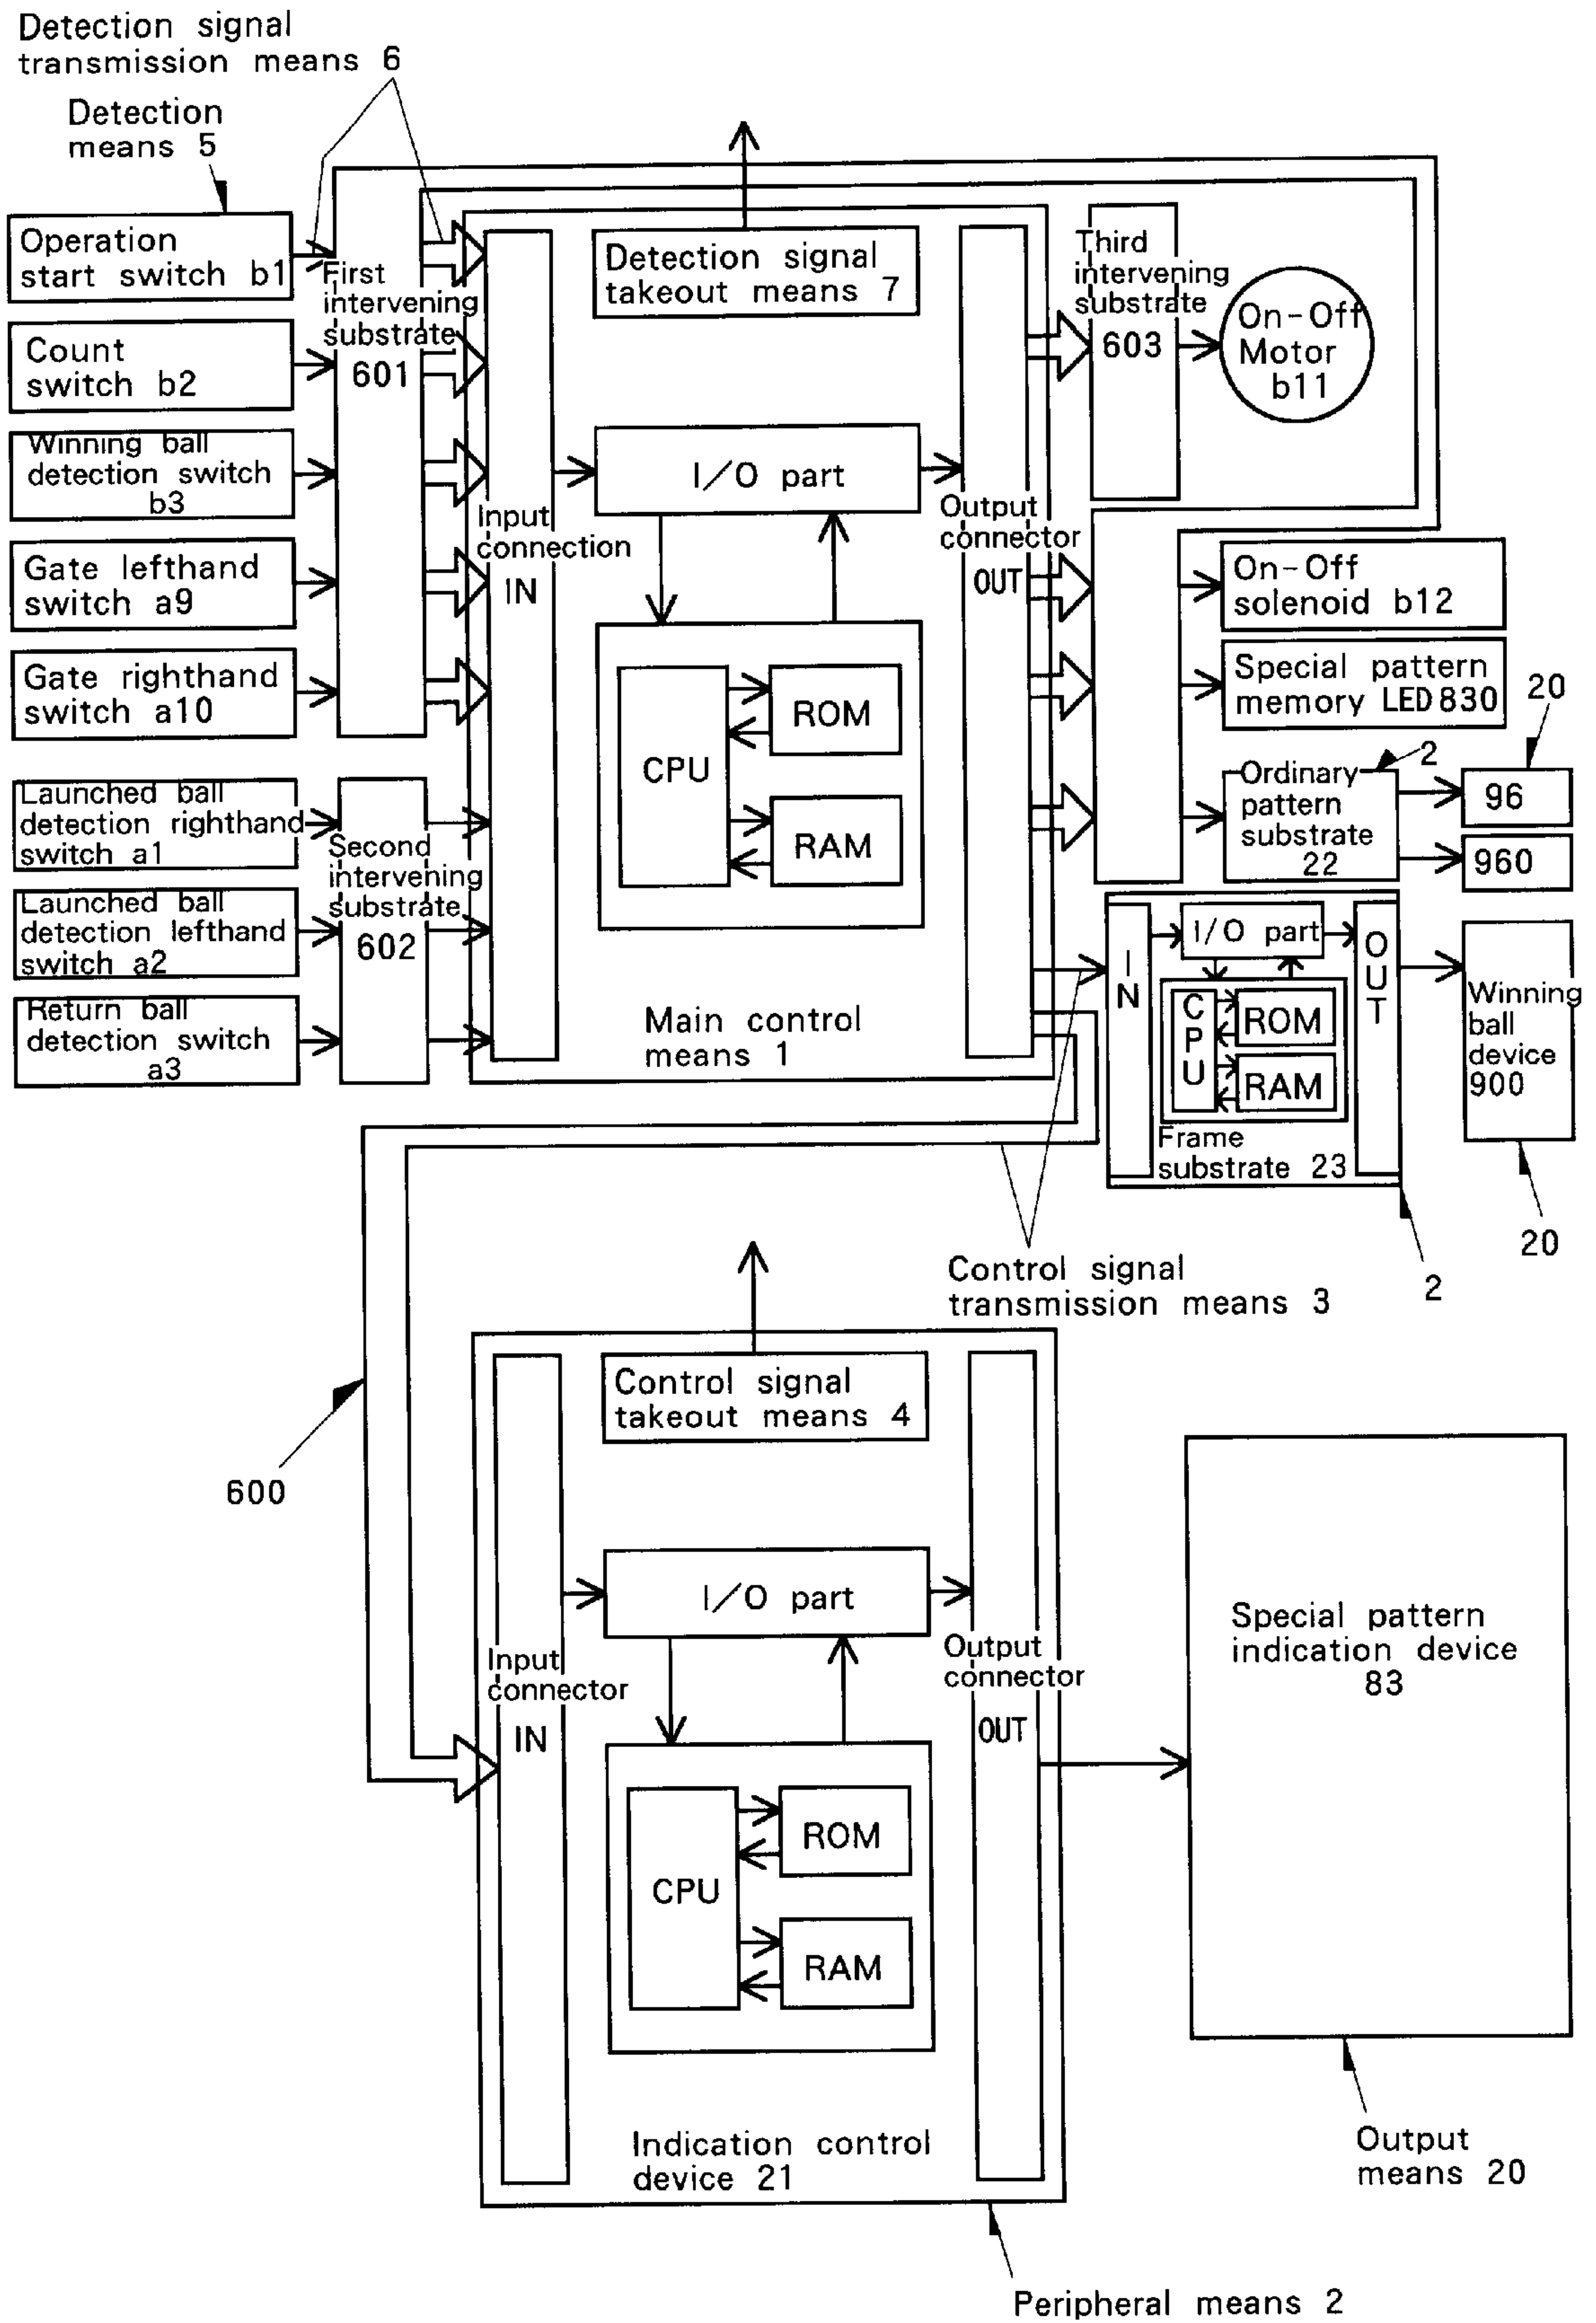 Detection signal
transmission means 6
Detection
means 5
Operation
start switch b1
Count
switch b2
Winning ball
detection switch
b3
Gate lefthand
switch a9
Gate righthand
switch a10
Launched ball
detection righthand
switch a1
Launched ball
detection lefthand
switch a2
Return ball
detection switch
a3
First
intervening
substrate
601
Second
intervening
substrate
602
Input
connection
IN
Detection signal
takeout means 7
I/O part
CPU
ROM
RAM
Main control
means 1
Output
connector
OUT
Third
intervening
substrate
603
On-Off
Motor
b11
On-Off
solenoid b12
Special pattern
memory LED830
20
2
Ordinary
pattern
substrate
22
96
960
IN
I/O part
CPU
ROM
RAM
OUT
Frame
substrate 23
Winning
ball
device
900
20
2
Control signal
transmission means 3
600
Control signal
takeout means 4
Input
connector
IN
I/O part
CPU
ROM
RAM
Output
connector
OUT
Indication control
device 21
Special pattern
indication device
83
Output
means 20
Peripheral means 2